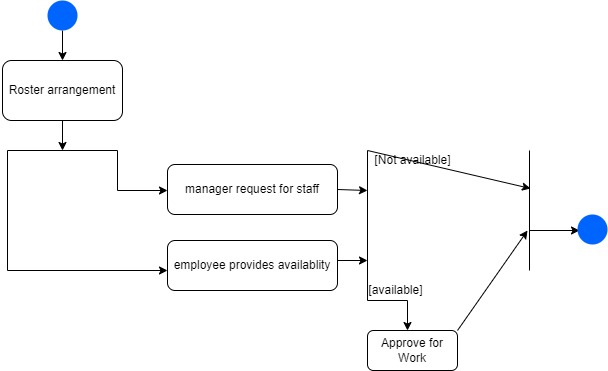 Roster arrangement
[Not available]
manager request for staff
employee provides availablity
[available]
Approve for
Work